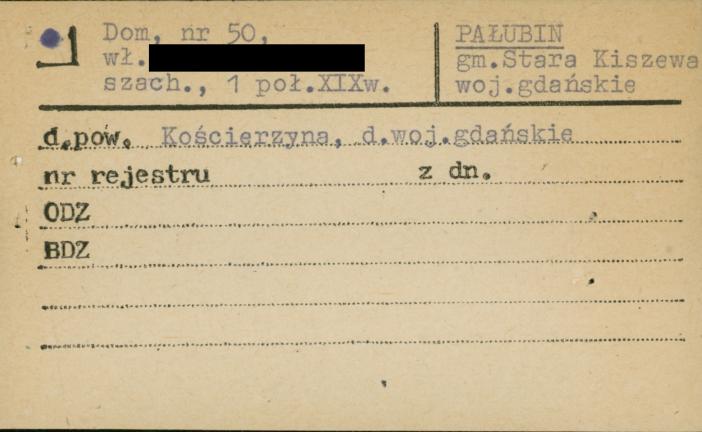 Dom, nr 50,
wł.
szach., 1 poł.XIXw.
PAŁUBIN
gm.Stara Kiszewa
woj.gdańskie
d.pow. Kościerzyna, d.woj.gdańskie
nr rejestru z dn.
ODZ
BDZ